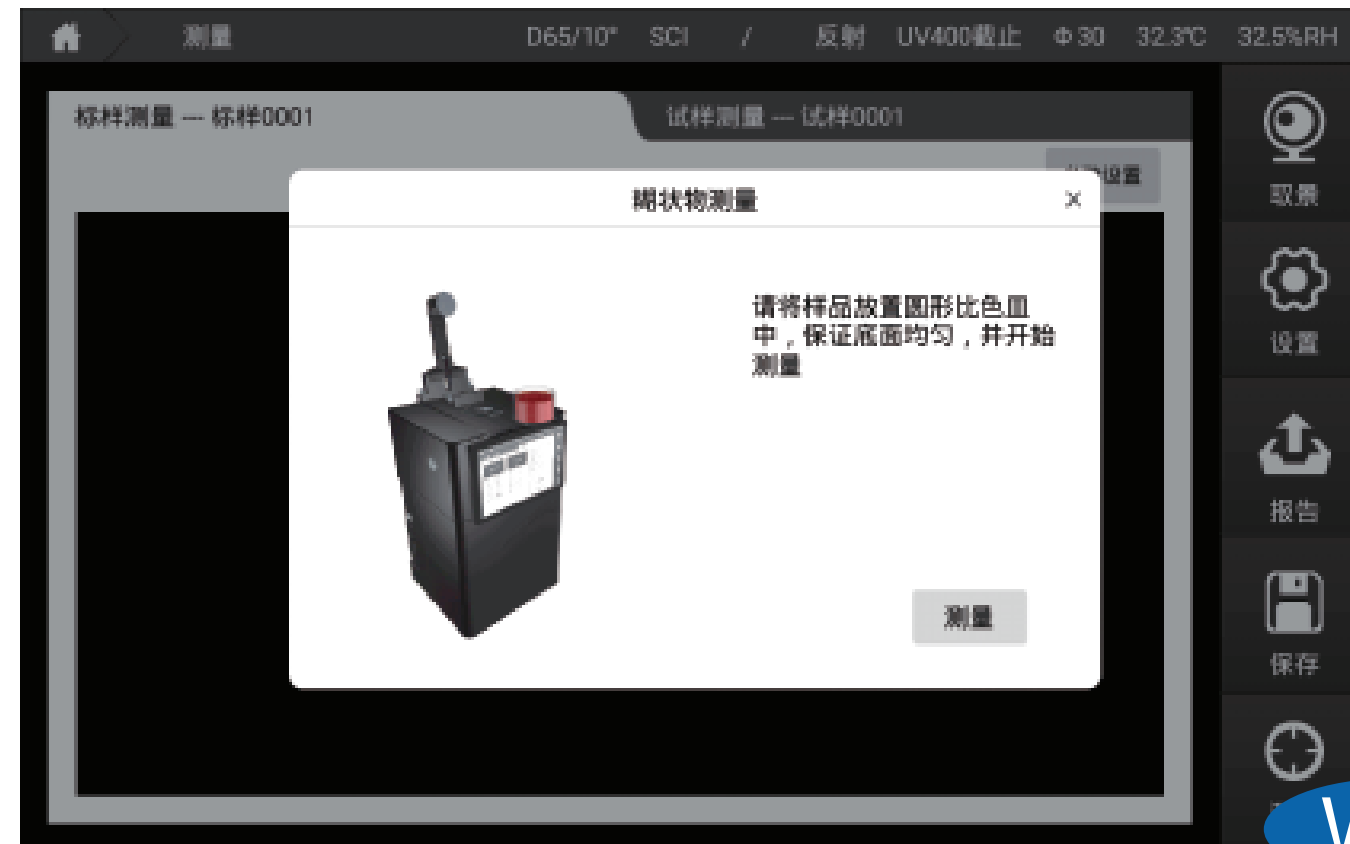 测量 D65/10° SCI / 反射 UV400截止 Φ30 32.3℃ 32.5%RH
标样测量 --- 标样0001
试样测量 --- 试样0001
设置
糊状物测量
×
请将样品放置圆形比色皿
中，保证底面均匀，并开始
测量
测量
取景
设置
报告
保存